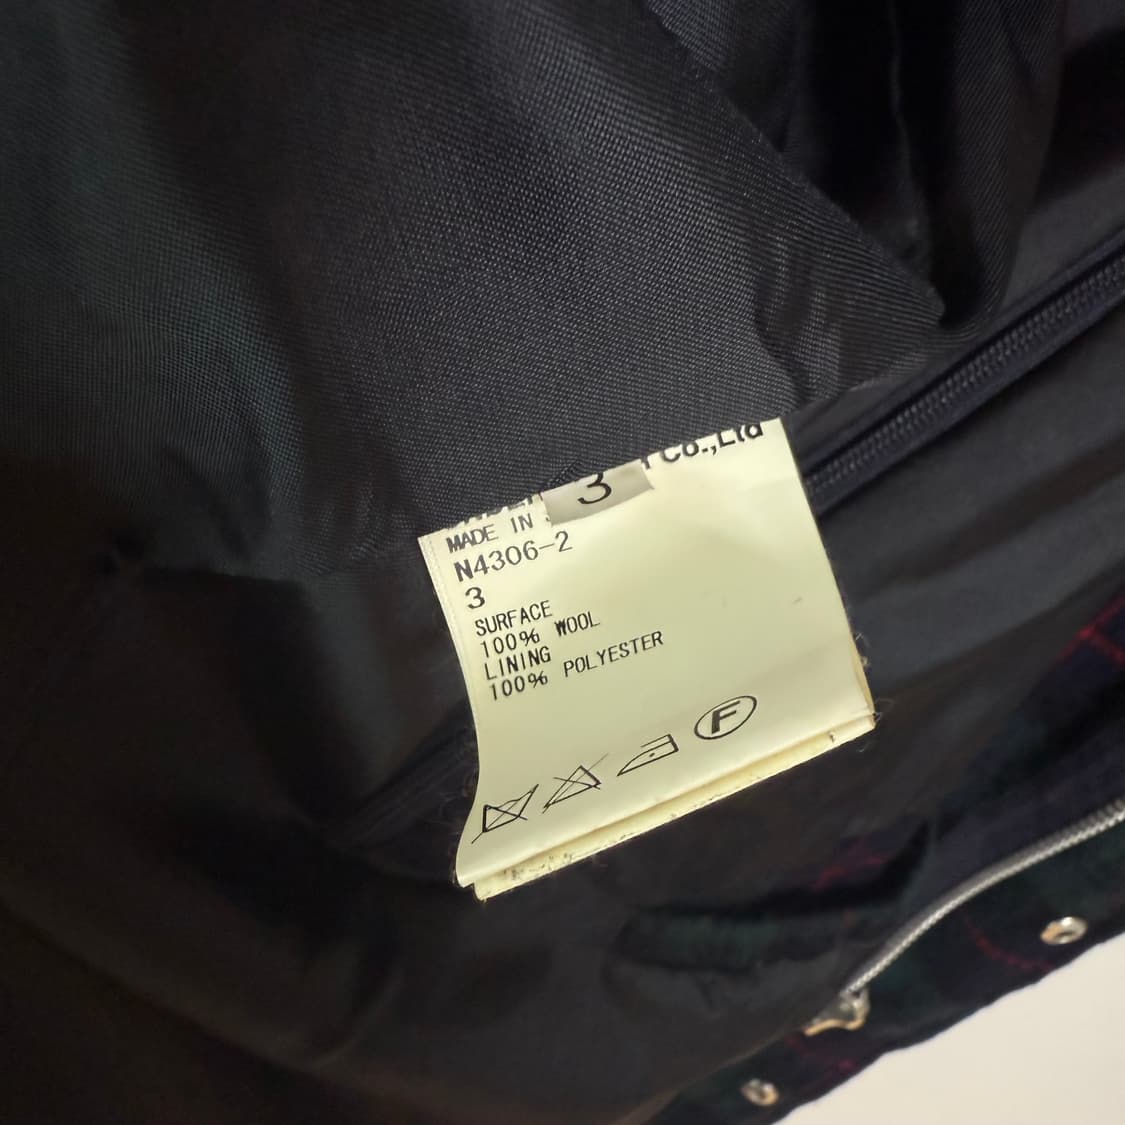 Co.,Ltd
3
MADE IN
N4306-2
3
SURFACE
100% WOOL
LINING
100% POLYESTER
F